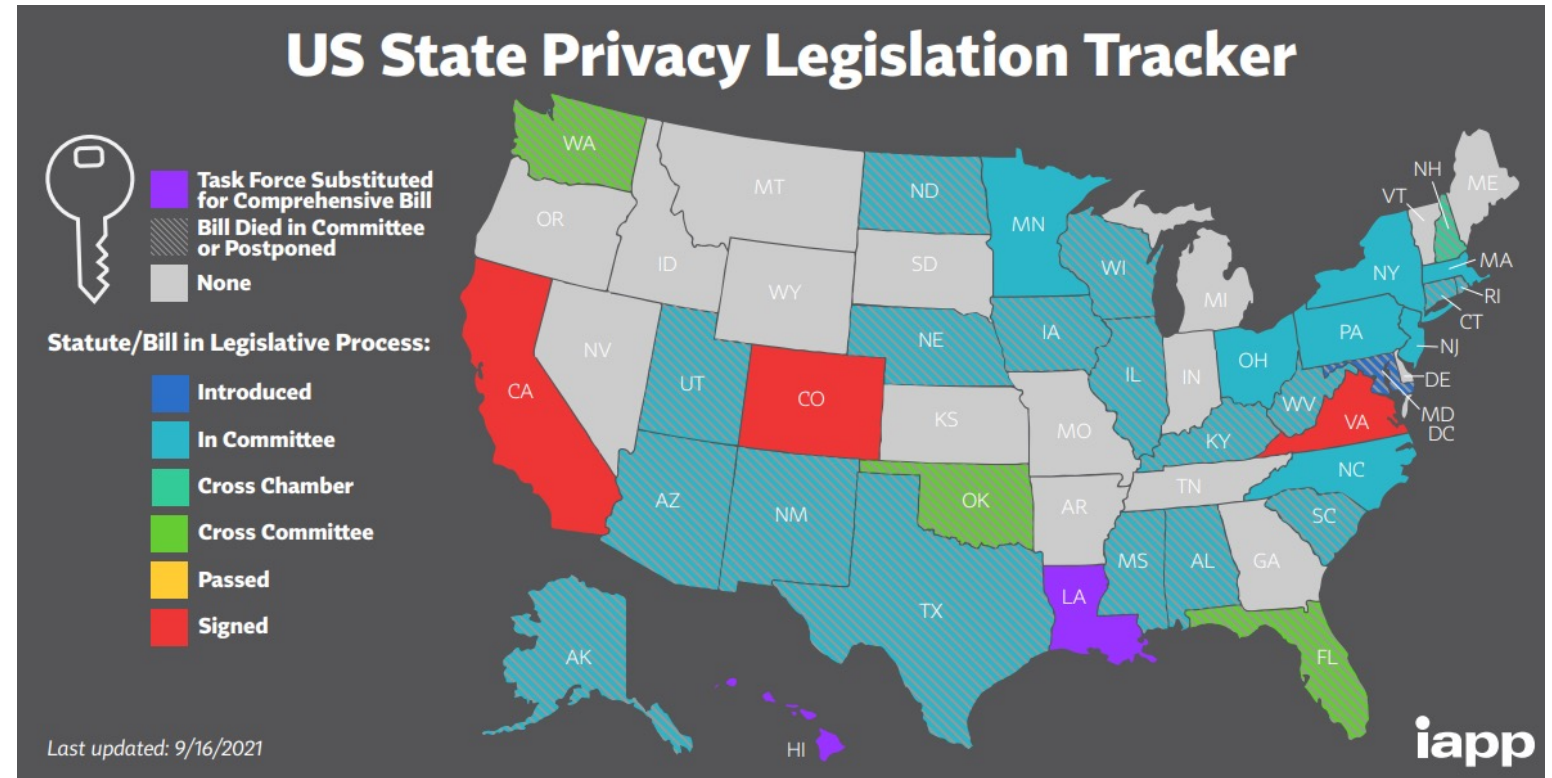 US State Privacy Legislation Tracker
Task Force Substituted
for Comprehensive Bill
Bill Died in Committee
or Postponed
None
Statute/Bill in Legislative Process:
Introduced
In Committee
Cross Chamber
Cross Committee
Passed
Signed
Last updated: 9/16/2021
WA
MT
ND
MN
OR
ID
SD
WI
WY
MI
NH
VT
ME
NY
MA
RI
CT
NV
NE
IA
PA
NJ
CA
UT
CO
IL
IN
OH
DE
KS
MO
WV
MD
DC
KY
VA
AZ
NM
OK
AR
TN
NC
SC
TX
MS
AL
GA
LA
AK
FL
HI
iapp